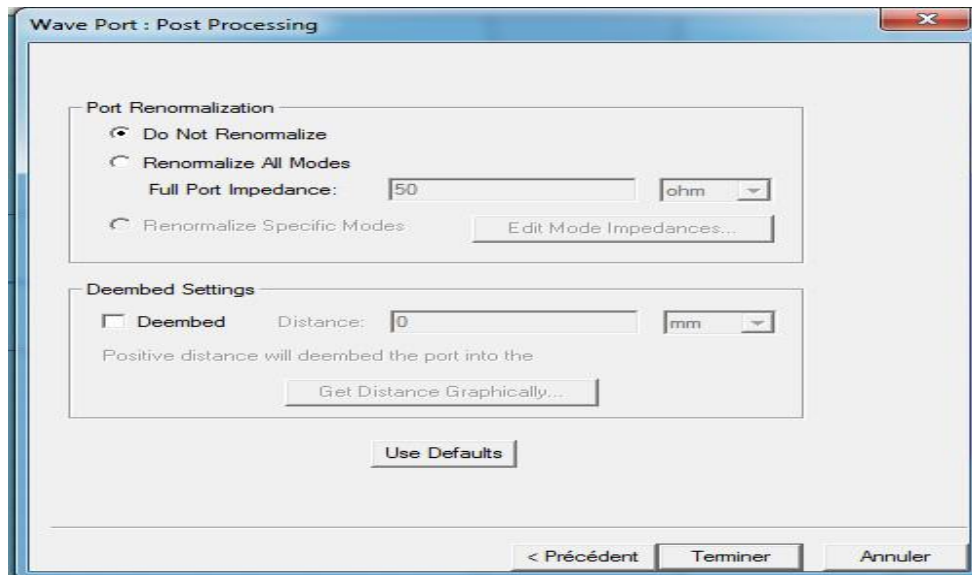 Wave Port : Post Processing
Port Renormalization
Do Not Renormalize
Renormalize All Modes
Full Port Impedance: 50 ohm
Renormalize Specific Modes Edit Mode Impedances...
Deembed Settings
Deembed Distance: 0 mm
Positive distance will deembed the port into the
Get Distance Graphically...
Use Defaults
< Précédent Terminer Annuler